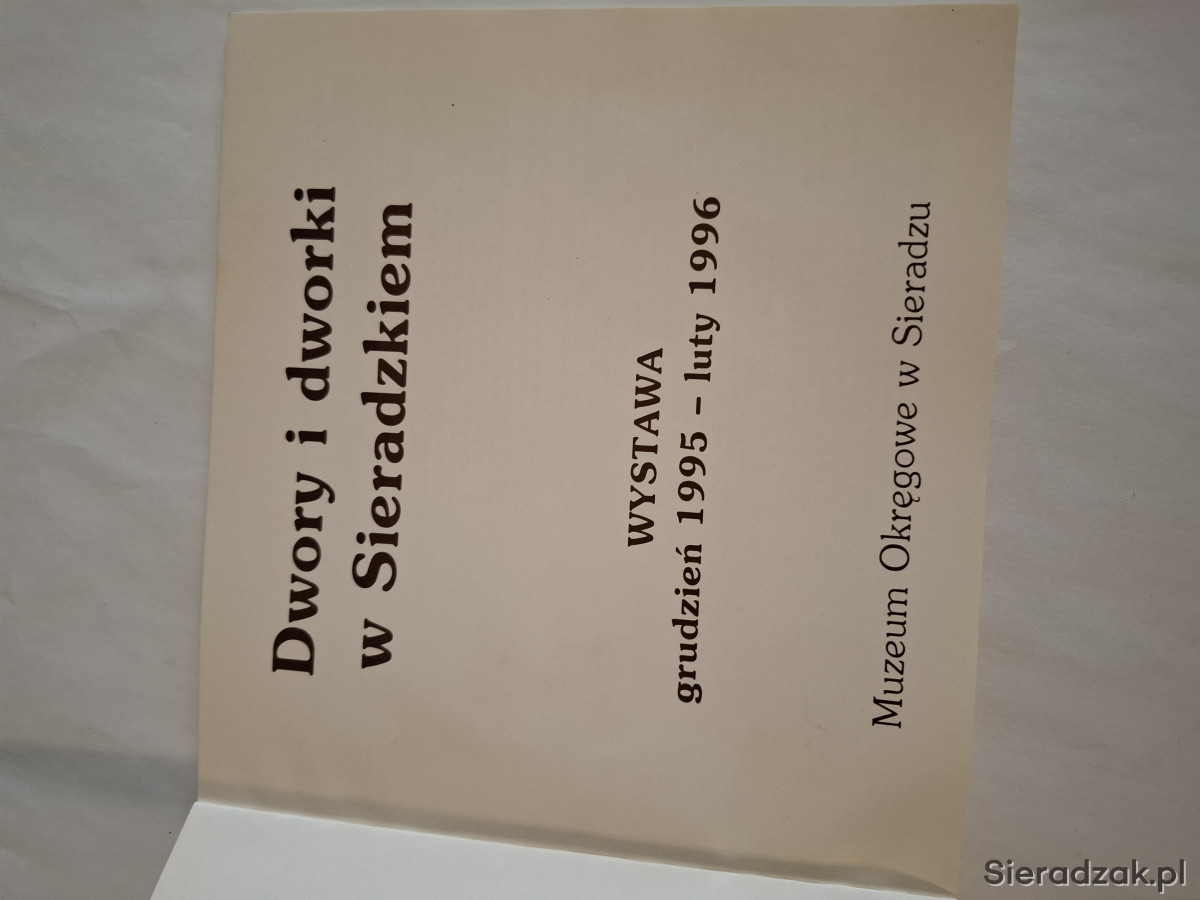 Dwory i dworki
w Sieradzkiem
WYSTAWA
grudzień 1995 – luty 1996
Muzeum Okręgowe w Sieradzu
Sieradzak.pl